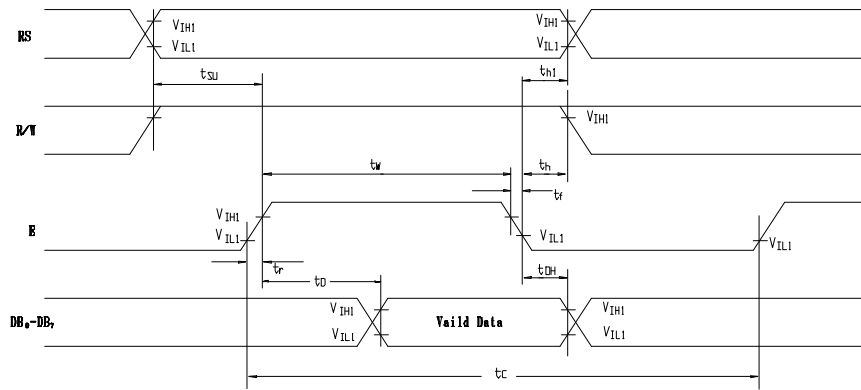 RS
VIH1
VIL1
VIH1
VIL1
tSU
th1
R/W
VIH1
tW
th
tf
E
VIH1
VIL1
VIL1
VIL1
tr
tD
tDH
DB0-DB7
VIH1
VIL1
Vaild Data
VIH1
VIL1
tC